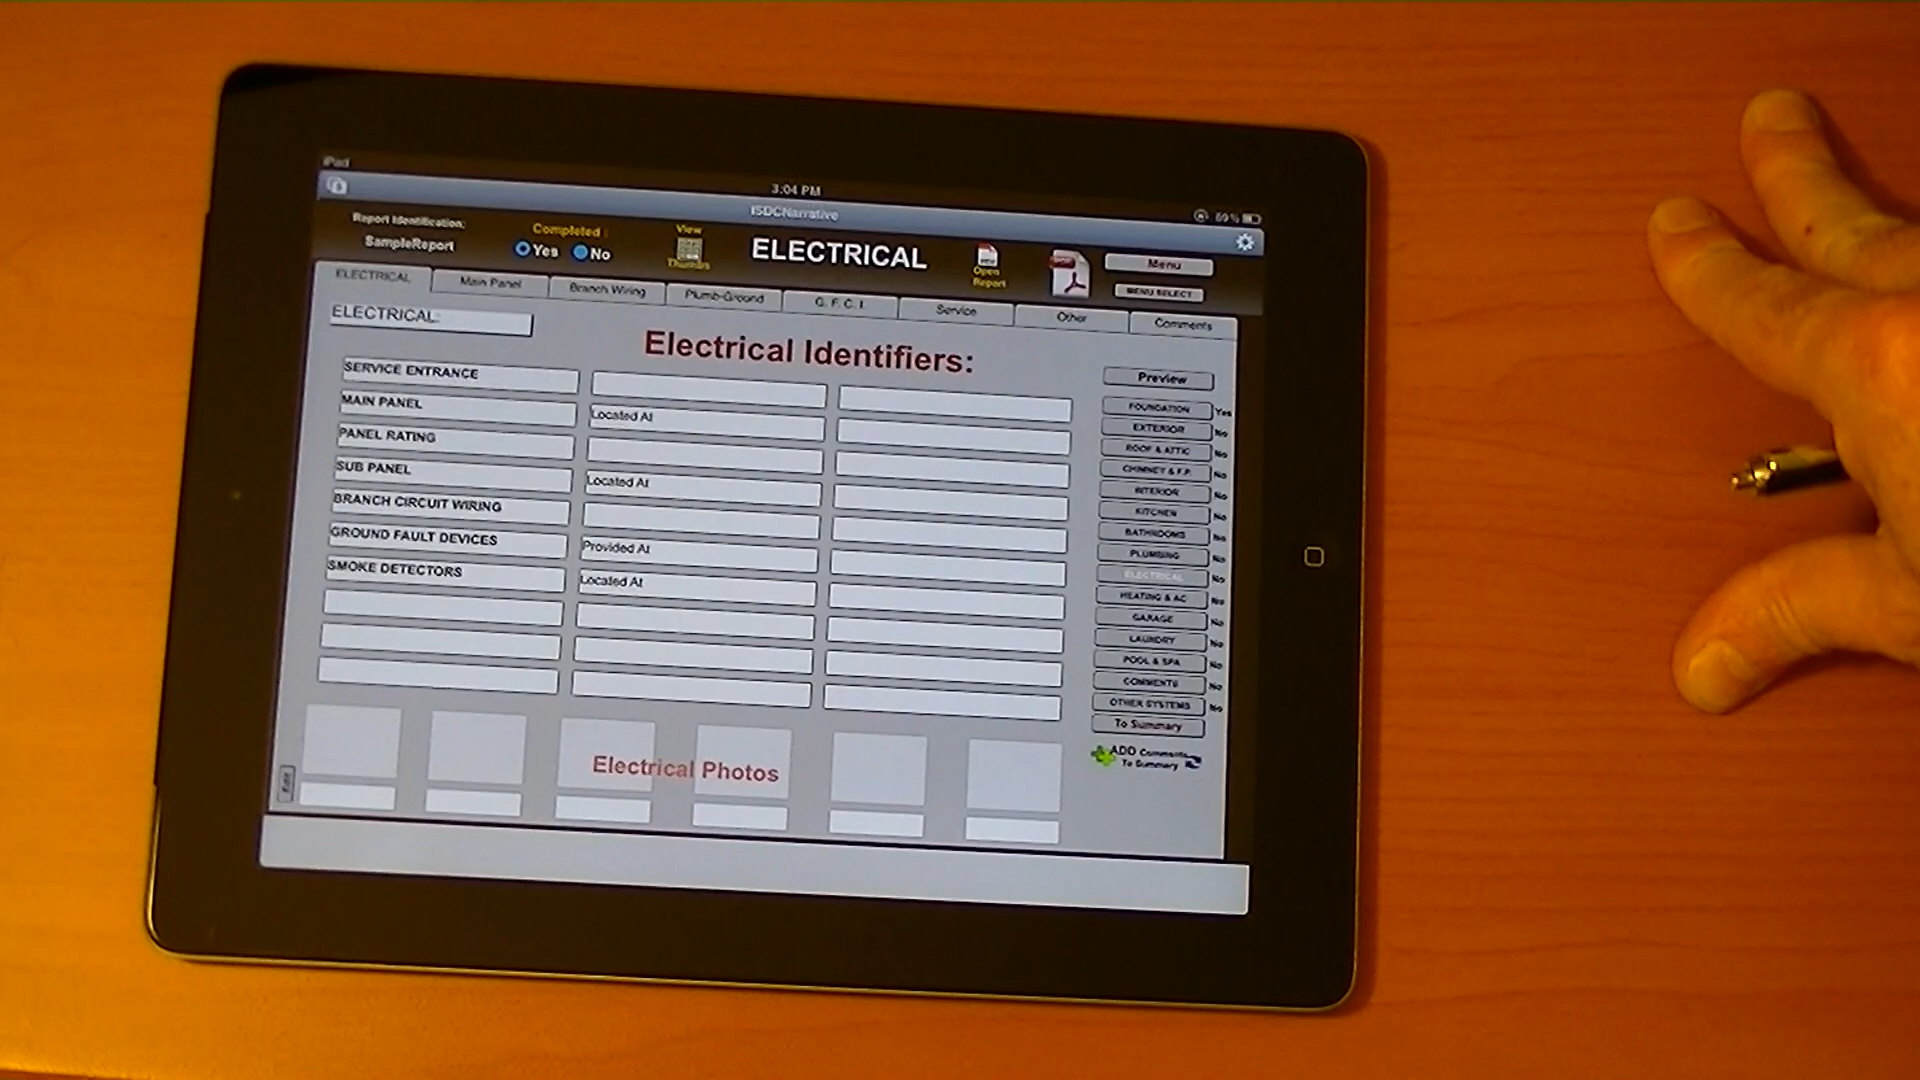 iPad
3:04 PM
69%
ISDCNarrative
Report Identification:
SampleReport
Completed :
Yes No
View
Thumbs
ELECTRICAL
Open
Report
Menu
MENU SELECT
ELECTRICAL Main Panel Branch Wiring Plumb-Ground G. F. C. I. Service Other Comments
ELECTRICAL:
Electrical Identifiers:
SERVICE ENTRANCE
MAIN PANEL Located At
PANEL RATING
SUB PANEL Located At
BRANCH CIRCUIT WIRING
GROUND FAULT DEVICES Provided At
SMOKE DETECTORS Located At
Preview
FOUNDATION Yes
EXTERIOR No
ROOF & ATTIC No
CHIMNEY & F.P. No
INTERIOR No
KITCHEN No
BATHROOMS No
PLUMBING No
ELECTRICAL No
HEATING & AC No
GARAGE No
LAUNDRY No
POOL & SPA No
COMMENTS No
OTHER SYSTEMS No
To Summary
ADD Comments
To Summary
Electrical Photos
Edit